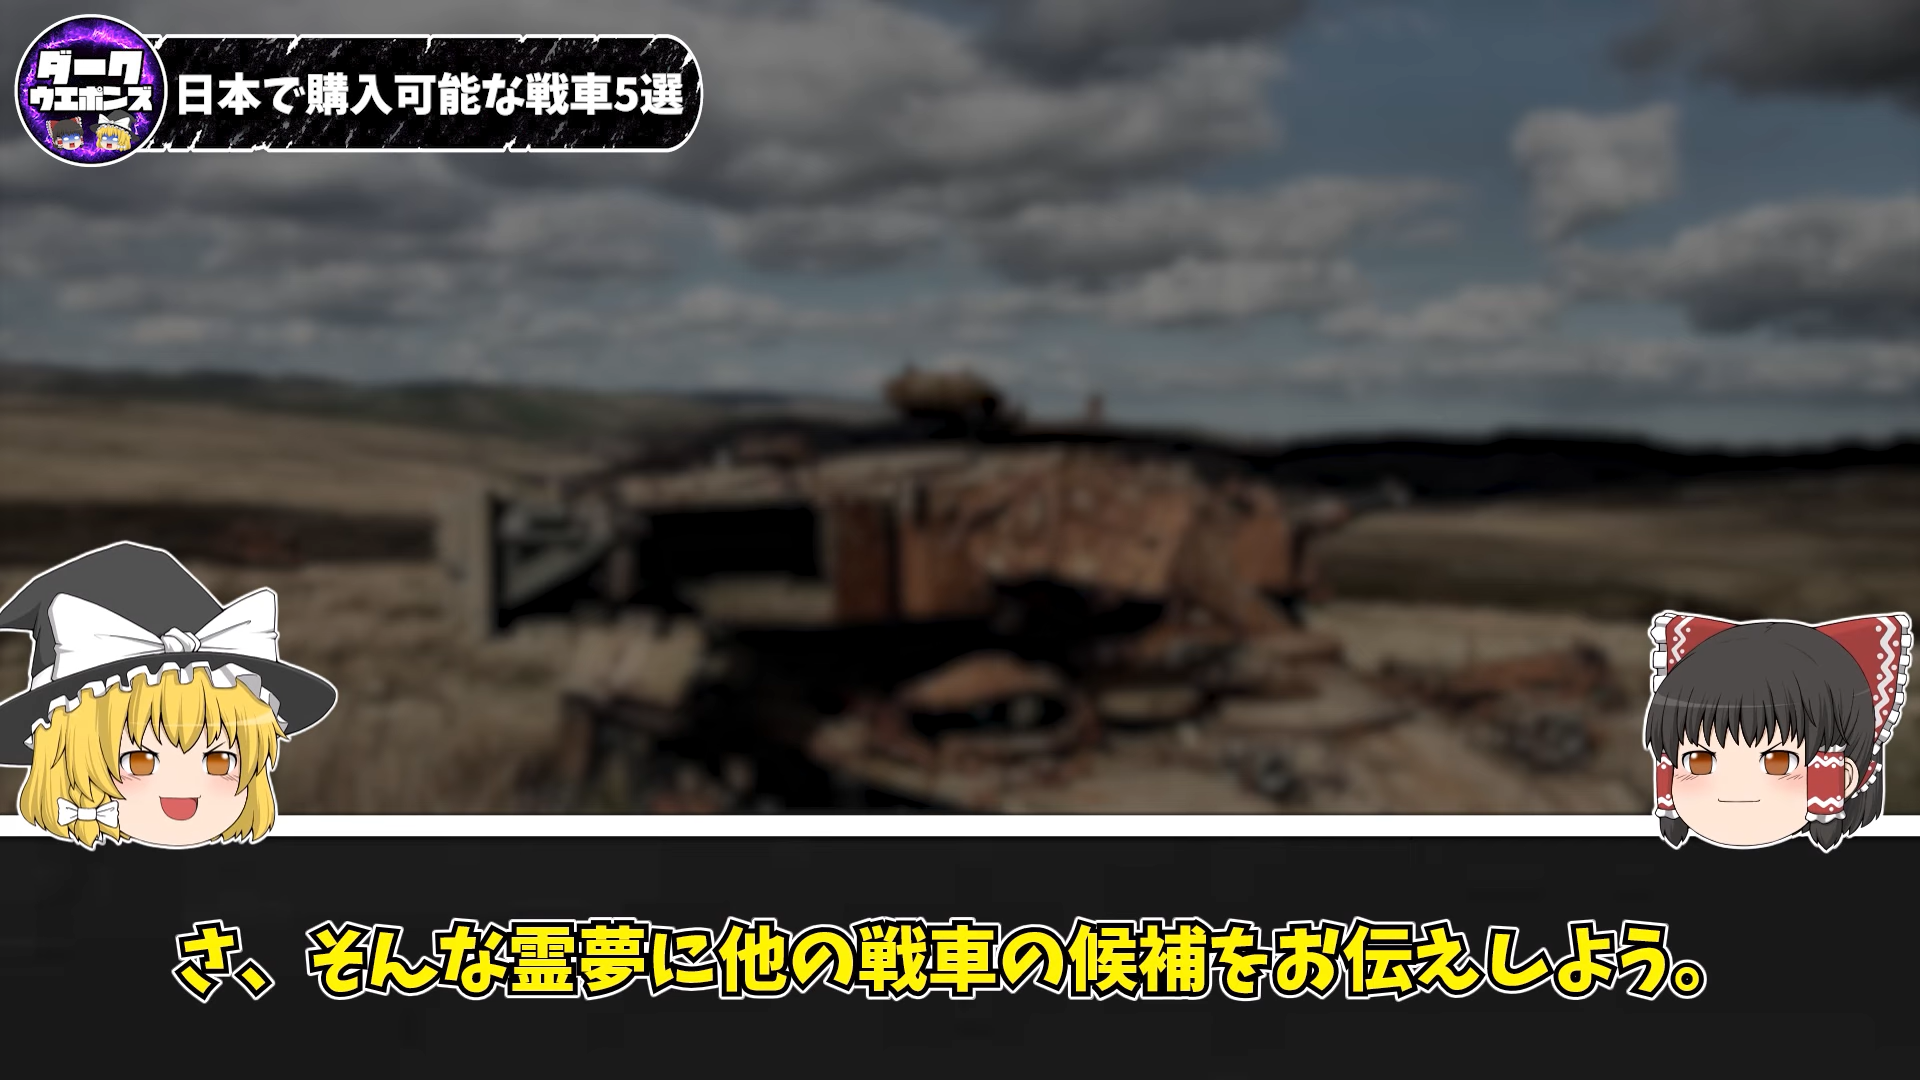 ダーク
ウエポンズ
日本で購入可能な戦車5選
さ、そんな霊夢に他の戦車の候補をお伝えしよう。